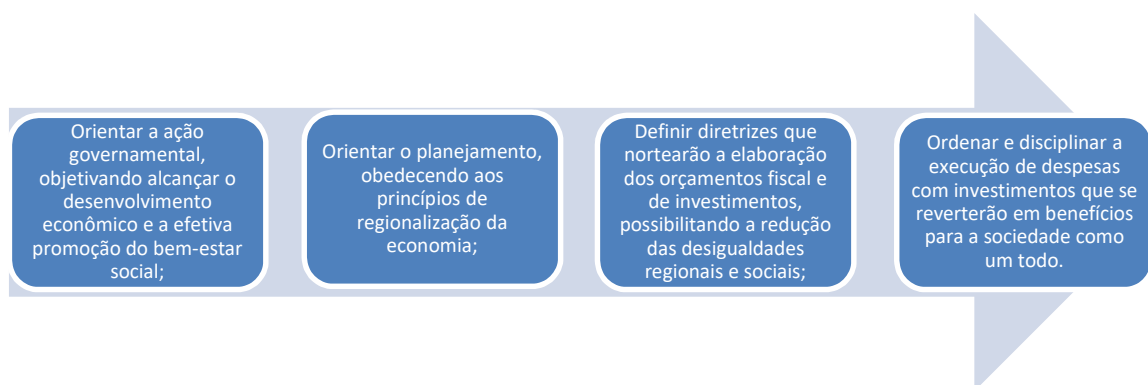 Orientar a ação
governamental,
objetivando alcançar o
desenvolvimento
econômico e a efetiva
promoção do bem-estar
social;
Orientar o planejamento,
obedecendo aos
princípios de
regionalização da
economia;
Definir diretrizes que
nortearão a elaboração
dos orçamentos fiscal e
de investimentos,
possibilitando a redução
das desigualdades
regionais e sociais;
Ordenar e disciplinar a
execução de despesas
com investimentos que se
reverterão em benefícios
para a sociedade como
um todo.